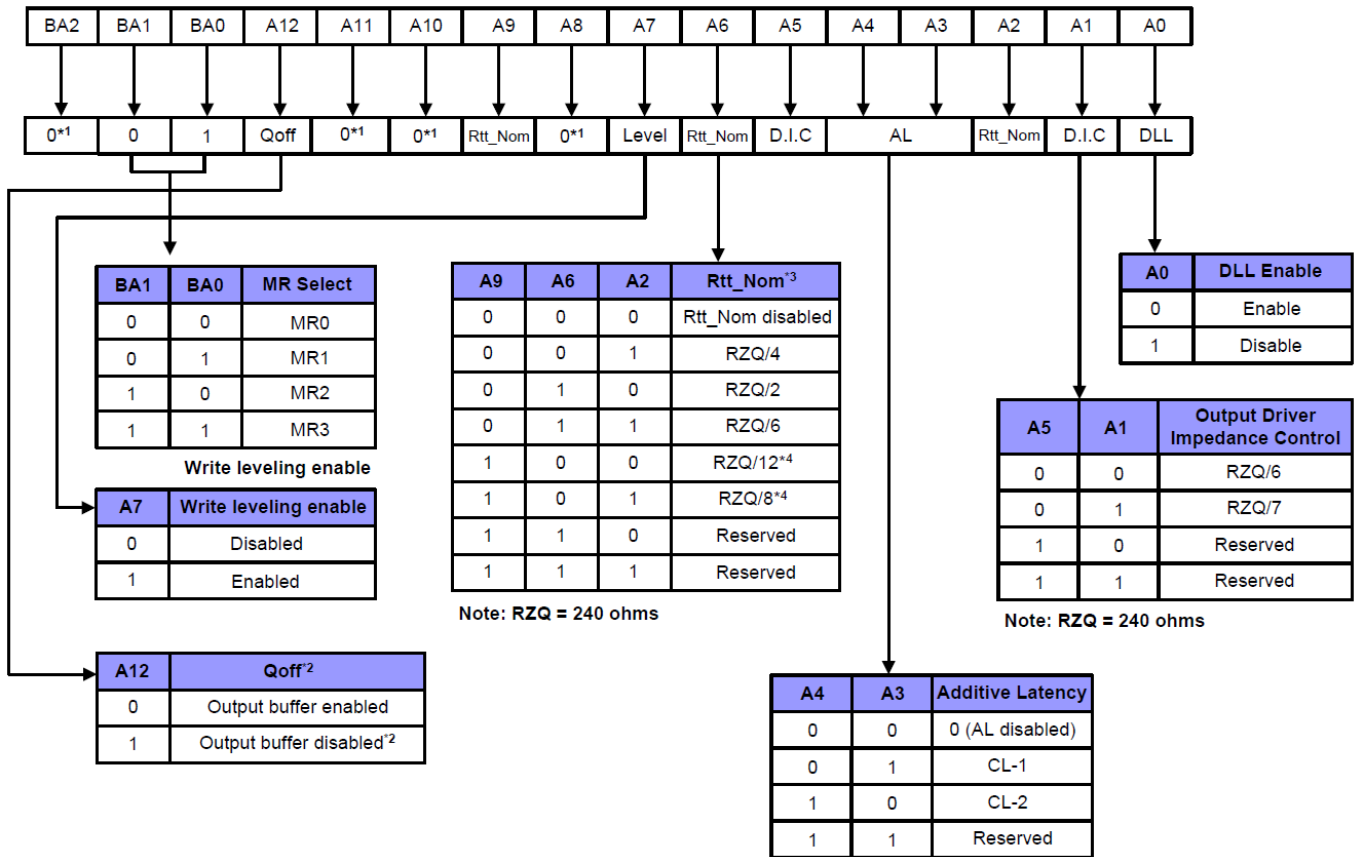 BA2 BA1 BA0 A12 A11 A10 A9 A8 A7 A6 A5 A4 A3 A2 A1 A0
0*1 0 1 Qoff 0*1 0*1 Rtt_Nom 0*1 Level Rtt_Nom D.I.C AL Rtt_Nom D.I.C DLL
BA1 BA0 MR Select
0 0 MR0
0 1 MR1
1 0 MR2
1 1 MR3
Write leveling enable
A7 Write leveling enable
0 Disabled
1 Enabled
A12 Qoff*2
0 Output buffer enabled
1 Output buffer disabled*2
A9 A6 A2 Rtt_Nom*3
0 0 0 Rtt_Nom disabled
0 0 1 RZQ/4
0 1 0 RZQ/2
0 1 1 RZQ/6
1 0 0 RZQ/12*4
1 0 1 RZQ/8*4
1 1 0 Reserved
1 1 1 Reserved
Note: RZQ = 240 ohms
A0 DLL Enable
0 Enable
1 Disable
A5 A1 Output Driver
Impedance Control
0 0 RZQ/6
0 1 RZQ/7
1 0 Reserved
1 1 Reserved
Note: RZQ = 240 ohms
A4 A3 Additive Latency
0 0 0 (AL disabled)
0 1 CL-1
1 0 CL-2
1 1 Reserved